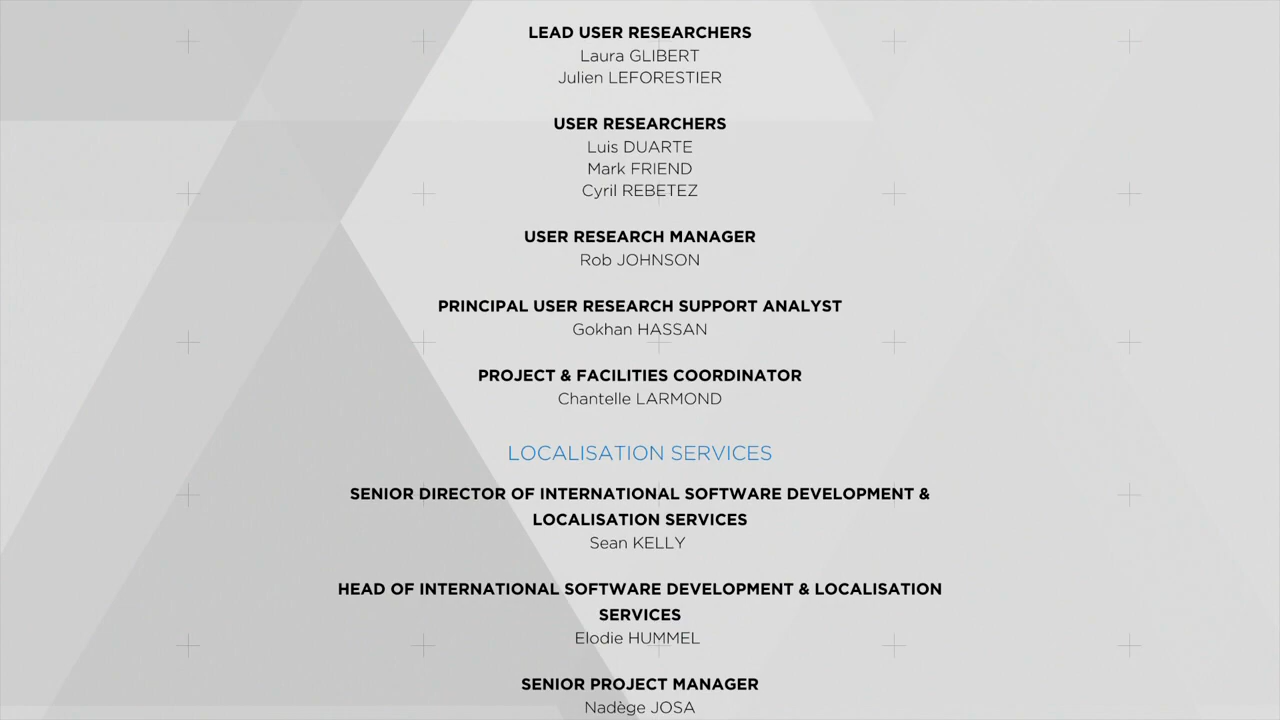 LEAD USER RESEARCHERS
Laura GLIBERT
Julien LEFORESTIER
USER RESEARCHERS
Luis DUARTE
Mark FRIEND
Cyril REBETEZ
USER RESEARCH MANAGER
Rob JOHNSON
PRINCIPAL USER RESEARCH SUPPORT ANALYST
Gokhan HASSAN
PROJECT & FACILITIES COORDINATOR
Chantelle LARMOND
LOCALISATION SERVICES
SENIOR DIRECTOR OF INTERNATIONAL SOFTWARE DEVELOPMENT &
LOCALISATION SERVICES
Sean KELLY
HEAD OF INTERNATIONAL SOFTWARE DEVELOPMENT & LOCALISATION
SERVICES
Elodie HUMMEL
SENIOR PROJECT MANAGER
Nadège JOSA